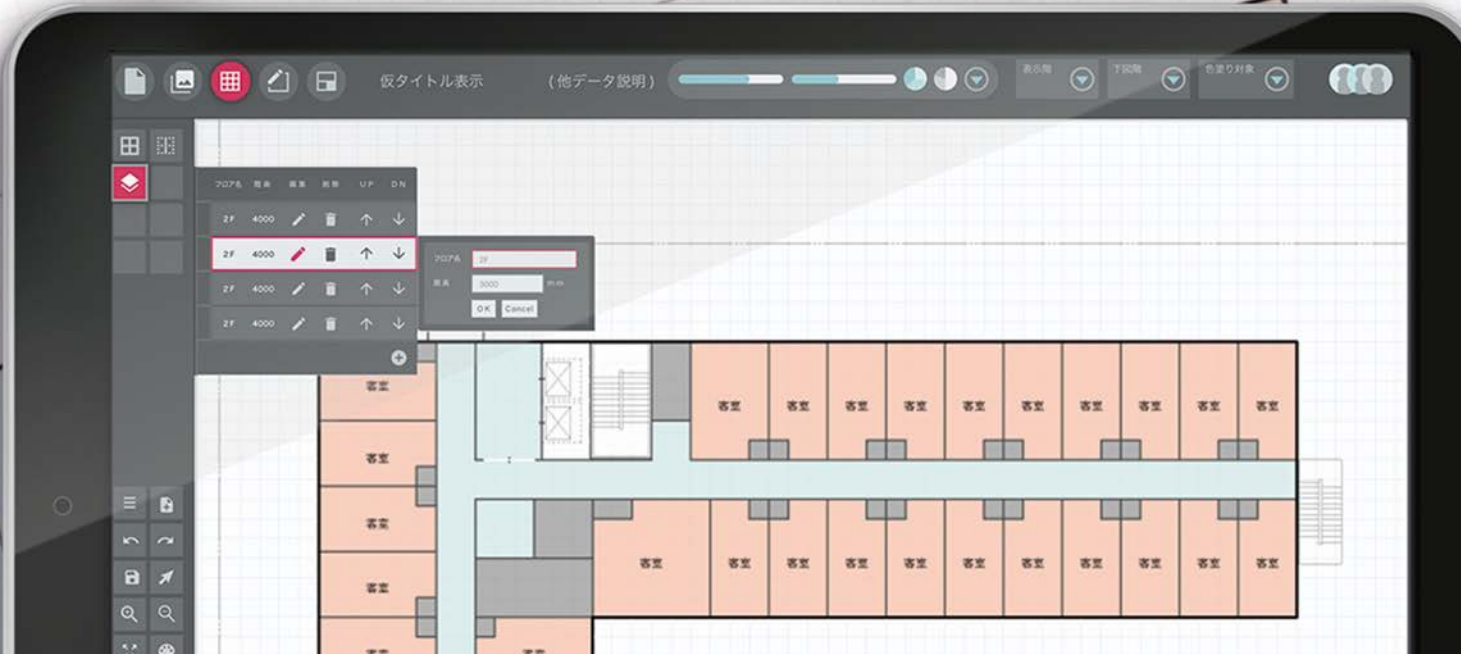 仮タイトル表示 (他データ説明) 表示階 下図階 色塗り対象
フロア名 階高 編集 削除 UP DN
2F 4000
2F 4000
2F 4000
2F 4000
フロア名 2F
階高 3000 mm
OK Cancel
客室
客室 客室 客室 客室 客室 客室 客室 客室 客室 客室
客室
客室
客室 客室 客室 客室 客室 客室 客室 客室 客室 客室 客室
客室
客室 客室